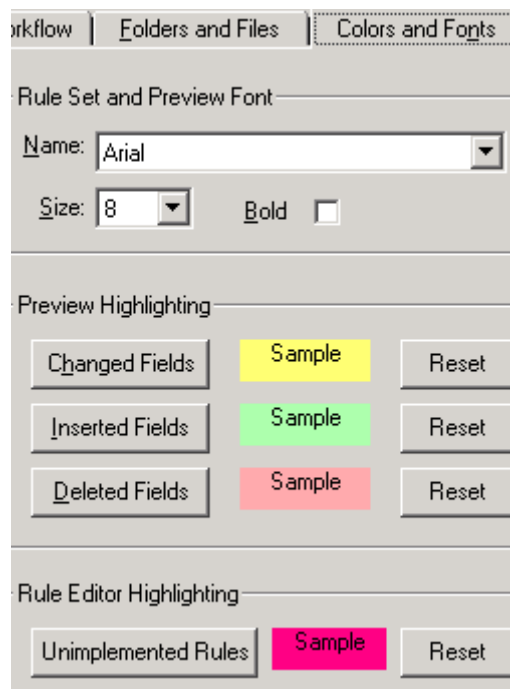 rkflow Folders and Files Colors and Fonts
Rule Set and Preview Font
Name: Arial
Size: 8 Bold
Preview Highlighting
Changed Fields Sample Reset
Inserted Fields Sample Reset
Deleted Fields Sample Reset
Rule Editor Highlighting
Unimplemented Rules Sample Reset